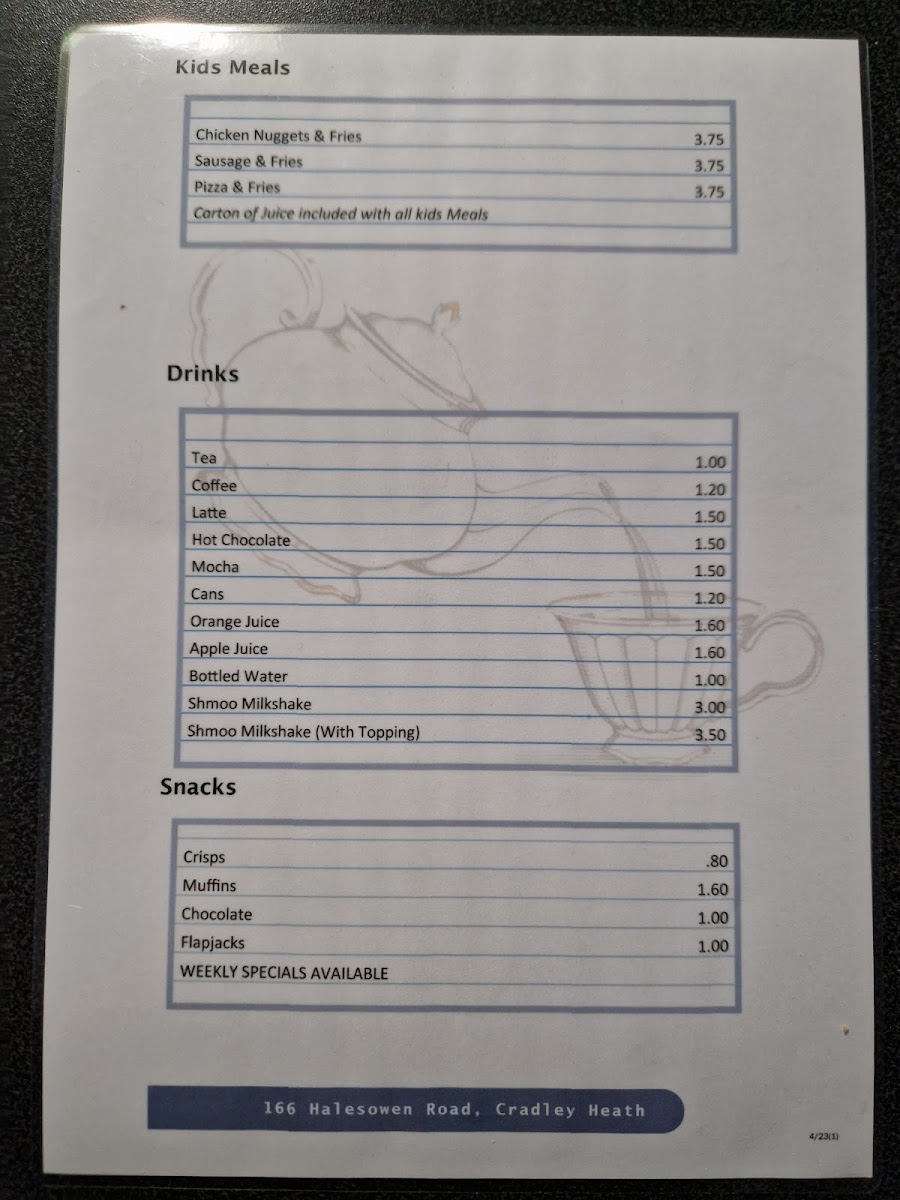 Kids Meals
Chicken Nuggets & Fries 3.75
Sausage & Fries 3.75
Pizza & Fries 3.75
Carton of Juice included with all kids Meals
Drinks
Tea 1.00
Coffee 1.20
Latte 1.50
Hot Chocolate 1.50
Mocha 1.50
Cans 1.20
Orange Juice 1.60
Apple Juice 1.60
Bottled Water 1.00
Shmoo Milkshake 3.00
Shmoo Milkshake (With Topping) 3.50
Snacks
Crisps .80
Muffins 1.60
Chocolate 1.00
Flapjacks 1.00
WEEKLY SPECIALS AVAILABLE
166 Halesowen Road, Cradley Heath
4/23(1)